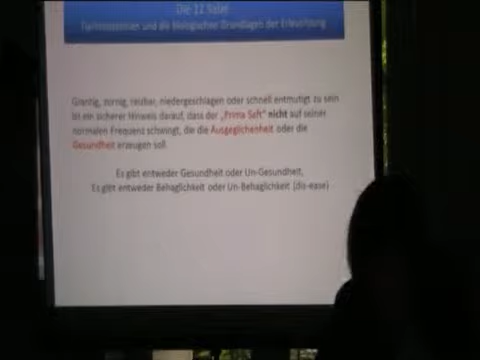 Die 12 Salze
und die biologischen Grundlagen der Entwicklung
Grantig, zornig, reizbar, niedergeschlagen oder schnell entmutigt zu sein
ist ein sicherer Hinweis darauf, dass der „Prima Saft“ nicht auf seiner
normalen Frequenz schwingt, die die Ausgeglichenheit oder die
Gesundheit erzeugen soll.
Es gibt entweder Gesundheit oder Un-Gesundheit,
Es gibt entweder Behaglichkeit oder Un-Behaglichkeit (dis-ease)